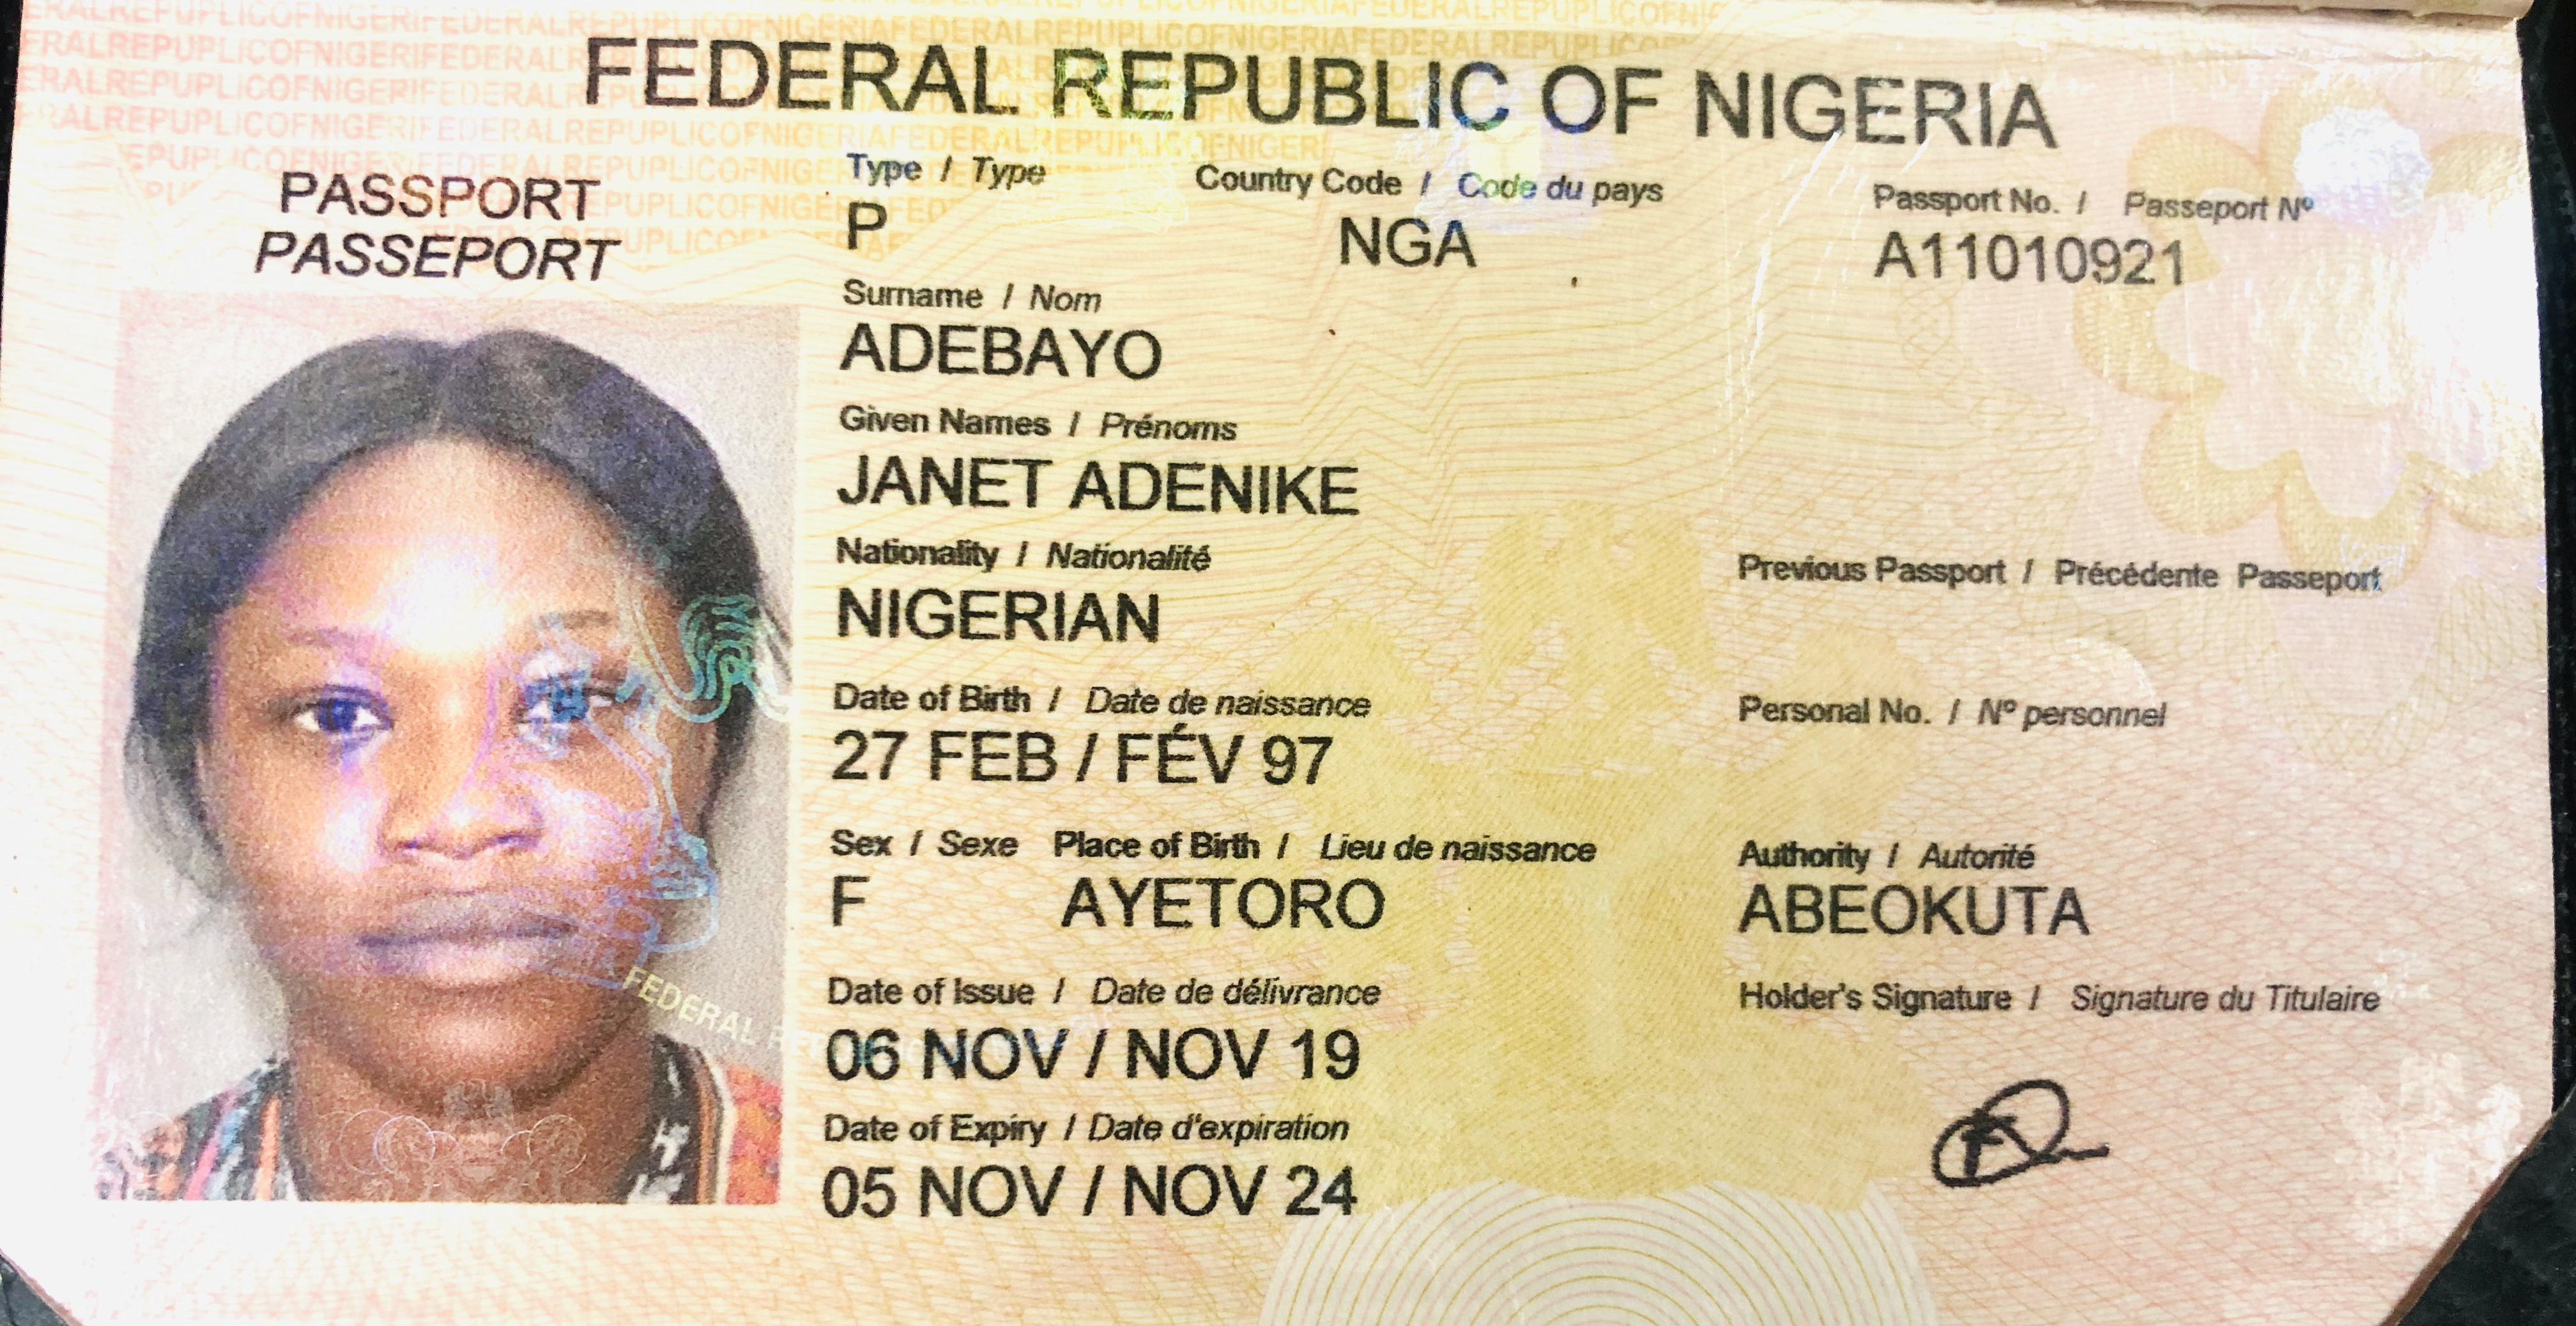 FEDERAL REPUBLIC OF NIGERIA
PASSPORT
PASSEPORT
Type / Type
P
Country Code / Code du pays
NGA
Passport No. / Passeport Nº
A11010921
Surname / Nom
ADEBAYO
Given Names / Prénoms
JANET ADENIKE
Nationality / Nationalité
NIGERIAN
Previous Passport / Précédente Passeport
Date of Birth / Date de naissance
27 FEB / FÉV 97
Personal No. / Nº personnel
Sex / Sexe
F
Place of Birth / Lieu de naissance
AYETORO
Authority / Autorité
ABEOKUTA
Date of Issue / Date de délivrance
06 NOV / NOV 19
Holder's Signature / Signature du Titulaire
Date of Expiry / Date d'expiration
05 NOV / NOV 24
FEDERAL